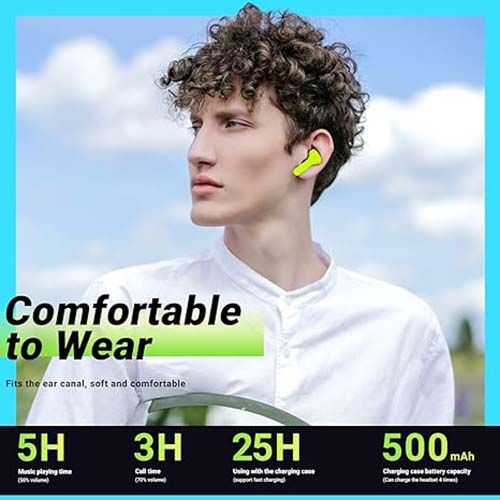 Comfortable
to Wear
Fits the ear canal, soft and comfortable
5H
Music playing time
(50% volume)
3H
Call time
(70% volume)
25H
Using with the charging case
(support fast charging)
500 mAh
Charging case battery capacity
(Can charge the headset 4 times)